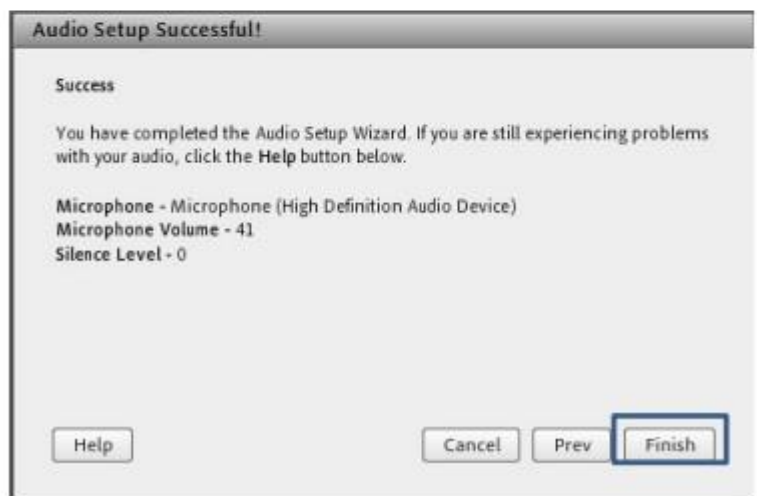 Audio Setup Successful!
Success
You have completed the Audio Setup Wizard. If you are still experiencing problems
with your audio, click the Help button below.
Microphone - Microphone (High Definition Audio Device)
Microphone Volume - 41
Silence Level - 0
Help
Cancel
Prev
Finish